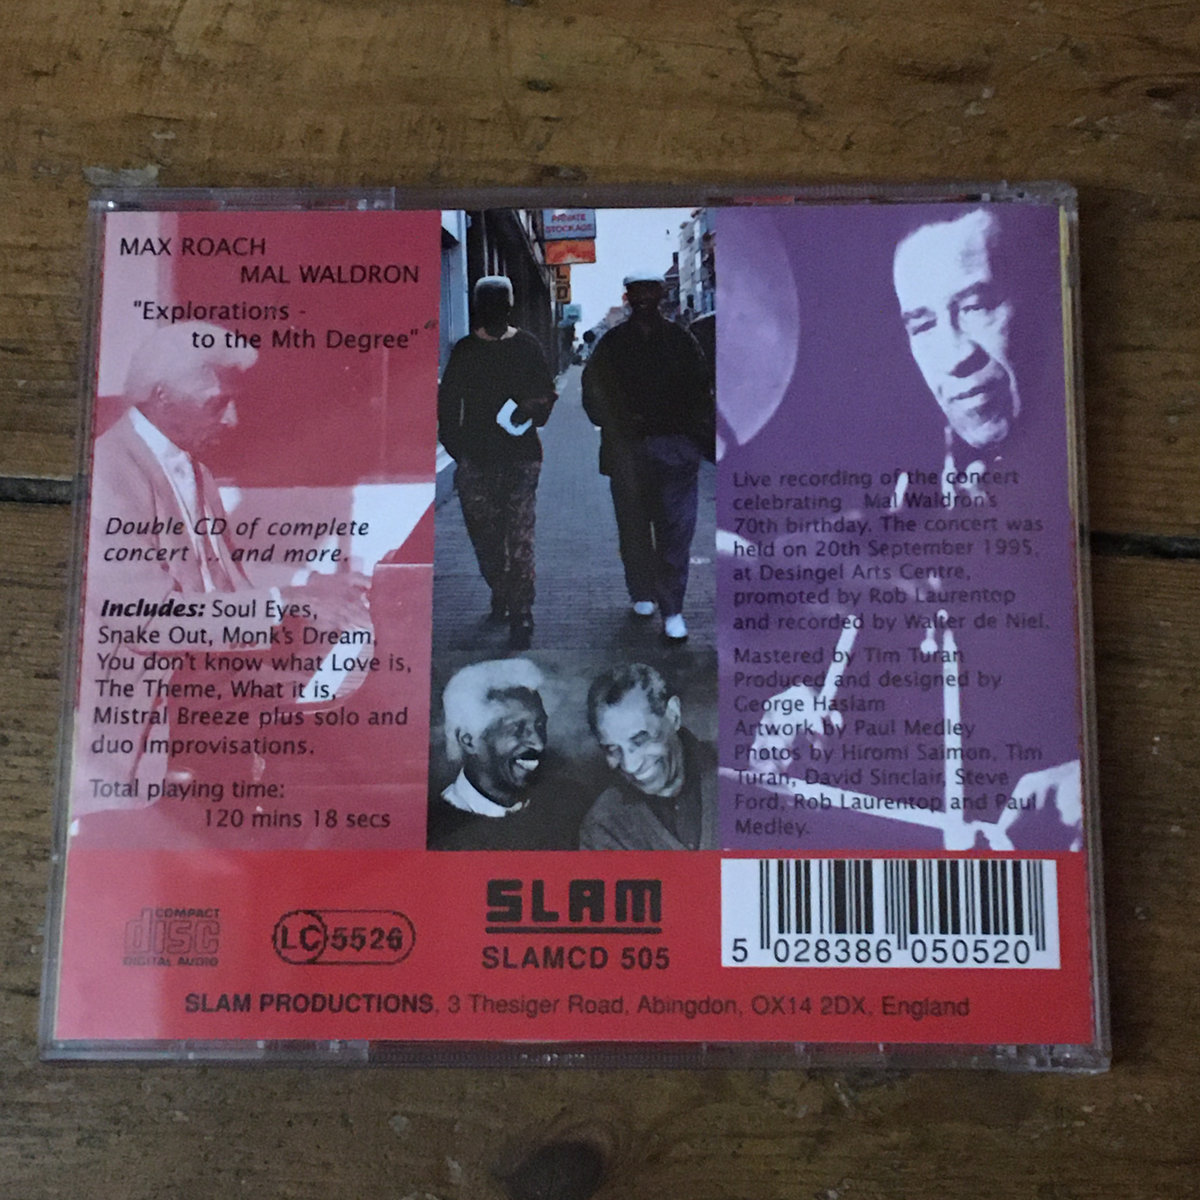 MAX ROACH
MAL WALDRON
"Explorations -
to the Mth Degree"
Double CD of complete
concert ... and more.
Includes: Soul Eyes,
Snake Out, Monk's Dream,
You don't know what Love is,
The Theme, What it is,
Mistral Breeze plus solo and
duo improvisations.
Total playing time:
120 mins 18 secs
PRIVATE
STOCKAGE
Live recording of the concert
celebrating Mal Waldron's
70th birthday. The concert was
held on 20th September 1995,
at Desingel Arts Centre,
promoted by Rob Laurentop
and recorded by Walter de Niel.
Mastered by Tim Turan
Produced and designed by
George Haslam
Artwork by Paul Medley
Photos by Hiromi Saimon, Tim
Turan, David Sinclair, Steve
Ford, Rob Laurentop and Paul
Medley.
COMPACT
disc
DIGITAL AUDIO
LC 5526
SLAM
SLAMCD 505
5 028386 050520
SLAM PRODUCTIONS, 3 Thesiger Road, Abingdon, OX14 2DX, England